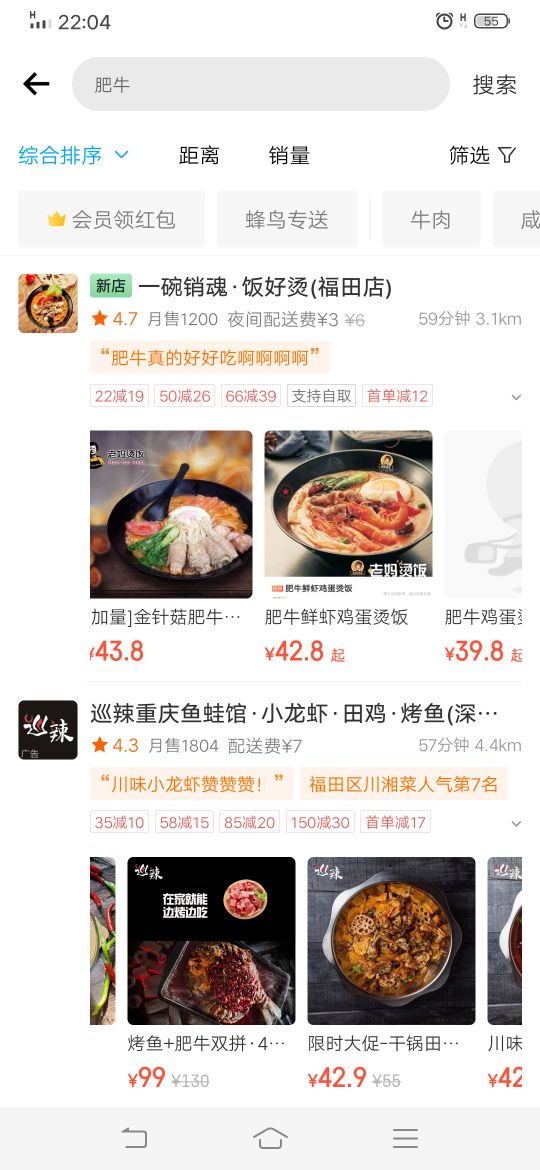 H 22:04 H 55
肥牛 搜索
综合排序 距离 销量 筛选
会员领红包 蜂鸟专送 牛肉 咸
新店 一碗销魂·饭好烫(福田店)
4.7 月售1200 夜间配送费¥3 ¥6 59分钟 3.1km
“肥牛真的好好吃啊啊啊啊”
22减19 50减26 66减39 支持自取 首单减12
老妈烫饭
老妈烫饭
肥牛鲜虾鸡蛋烫饭
加量]金针菇肥牛… 肥牛鲜虾鸡蛋烫饭 肥牛鸡蛋
¥43.8 ¥42.8 起 ¥39.8 起
巡辣
广告
巡辣重庆鱼蛙馆·小龙虾·田鸡·烤鱼(深…
4.3 月售1804 配送费¥7 57分钟 4.4km
“川味小龙虾赞赞赞！” 福田区川湘菜人气第7名
35减10 58减15 85减20 150减30 首单减17
巡辣 巡辣 巡辣
在家就能
边烤边吃
烤鱼+肥牛双拼·4… 限时大促-干锅田… 川味
¥99 ¥130 ¥42.9 ¥55 ¥42